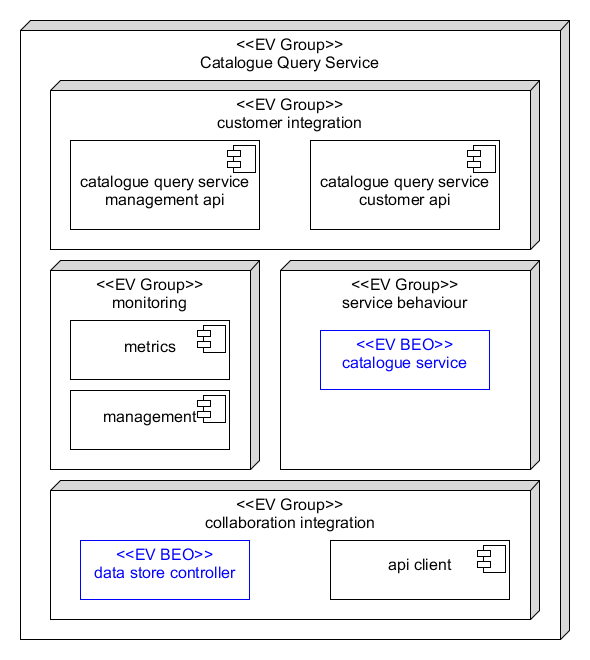 <<EV Group>>
Catalogue Query Service
<<EV Group>>
customer integration
catalogue query service
management api
catalogue query service
customer api
<<EV Group>>
monitoring
metrics
management
<<EV Group>>
service behaviour
<<EV BEO>>
catalogue service
<<EV Group>>
collaboration integration
<<EV BEO>>
data store controller
api client